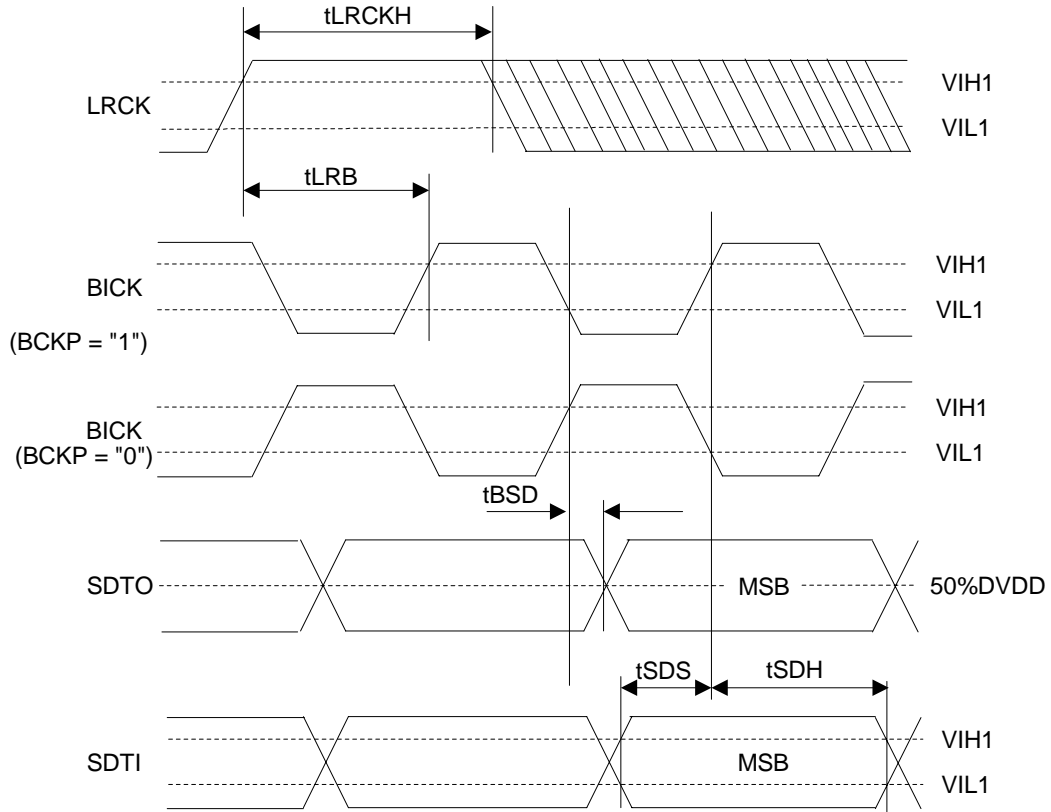 tLRCKH
LRCK
VIH1
VIL1
tLRB
BICK
(BCKP = "1")
VIH1
VIL1
BICK
(BCKP = "0")
VIH1
VIL1
tBSD
SDTO
MSB
50%DVDD
tSDS
tSDH
SDTI
MSB
VIH1
VIL1